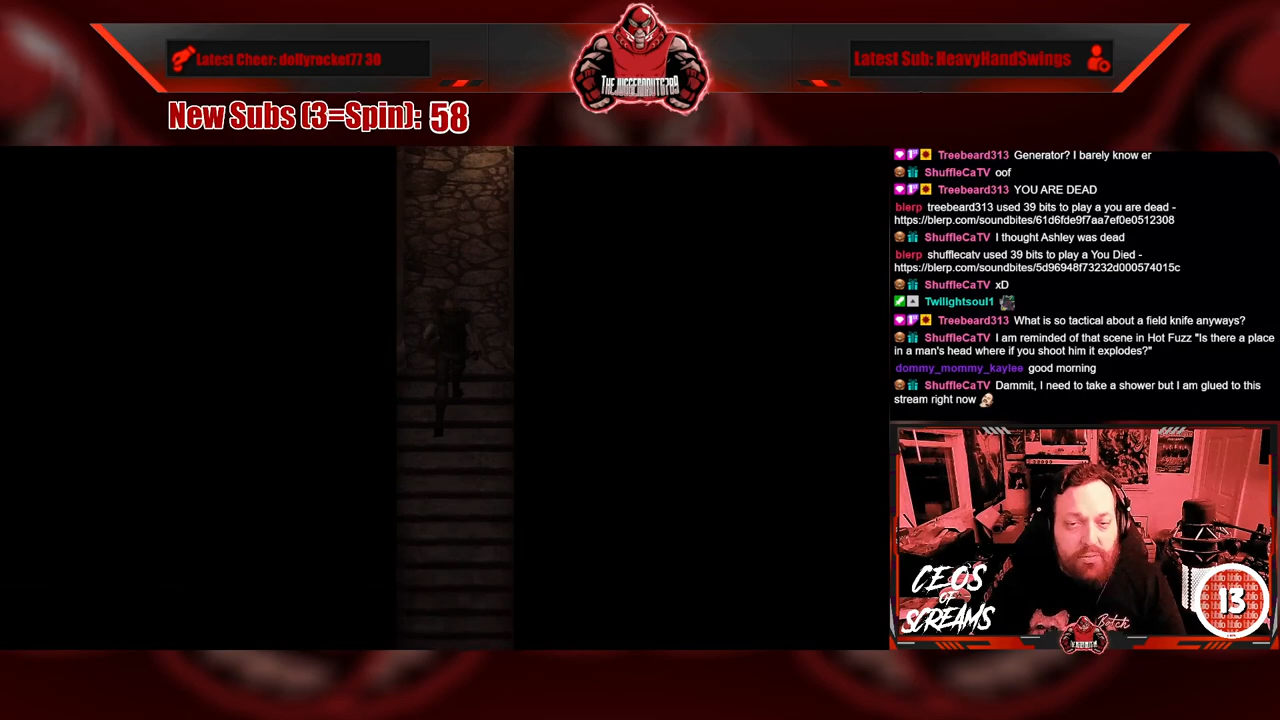 Latest Cheer: dollyrocket77 30
THEJUGGERNAUT6789
Latest Sub: HeavyHandSwings
New Subs (3=Spin): 58
Treebeard313 Generator? I barely know er
ShuffleCaTV oof
Treebeard313 YOU ARE DEAD
blerp treebeard313 used 39 bits to play a you are dead -
https://blerp.com/soundbites/61d6fde9f7aa7ef0e0512308
ShuffleCaTV I thought Ashley was dead
blerp shufflecatv used 39 bits to play a You Died -
https://blerp.com/soundbites/5d96948f73232d000574015c
ShuffleCaTV xD
Twilightsoul1
Treebeard313 What is so tactical about a field knife anyways?
ShuffleCaTV I am reminded of that scene in Hot Fuzz "Is there a place
in a man's head where if you shoot him it explodes?"
dommy_mommy_kaylee good morning
ShuffleCaTV Dammit, I need to take a shower but I am glued to this
stream right now
CEOS
OF
SCREAMS
13
Botch